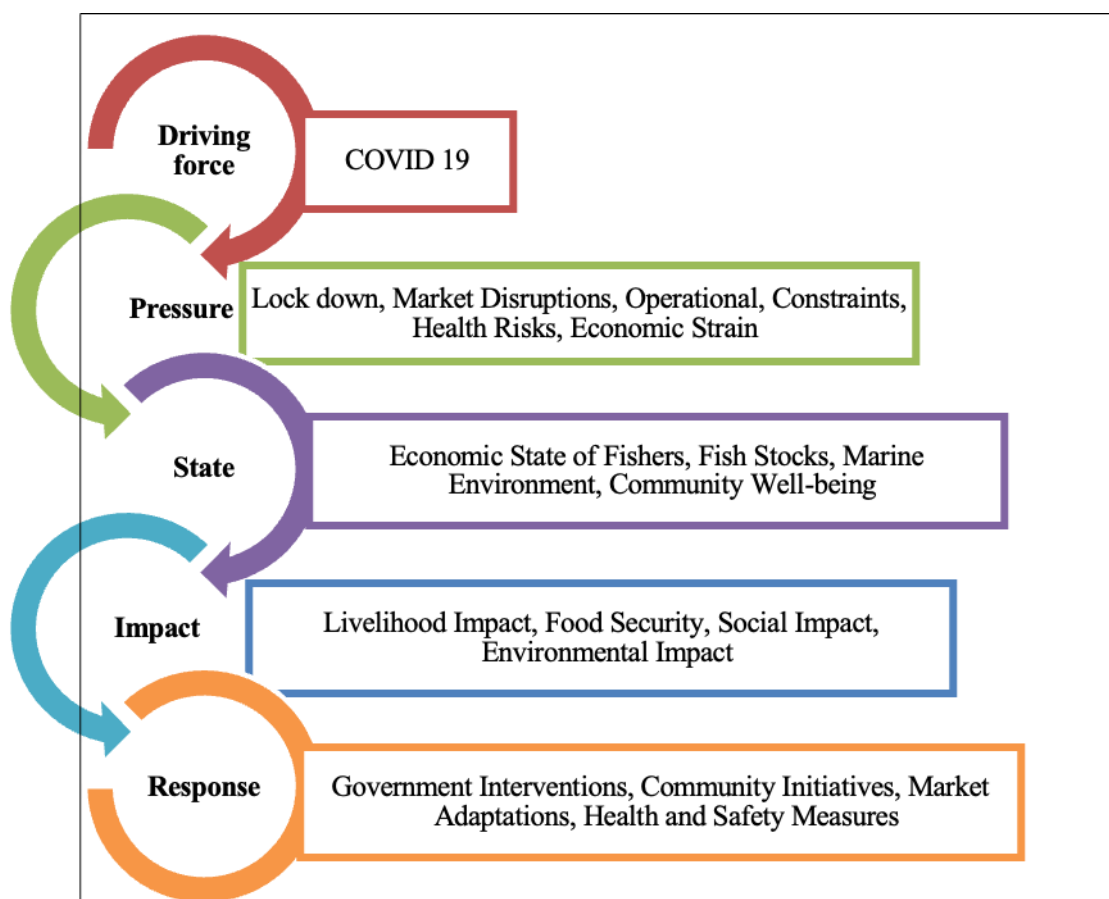 Driving
force
COVID 19
Pressure
Lock down, Market Disruptions, Operational, Constraints,
Health Risks, Economic Strain
State
Economic State of Fishers, Fish Stocks, Marine
Environment, Community Well-being
Impact
Livelihood Impact, Food Security, Social Impact,
Environmental Impact
Response
Government Interventions, Community Initiatives, Market
Adaptations, Health and Safety Measures